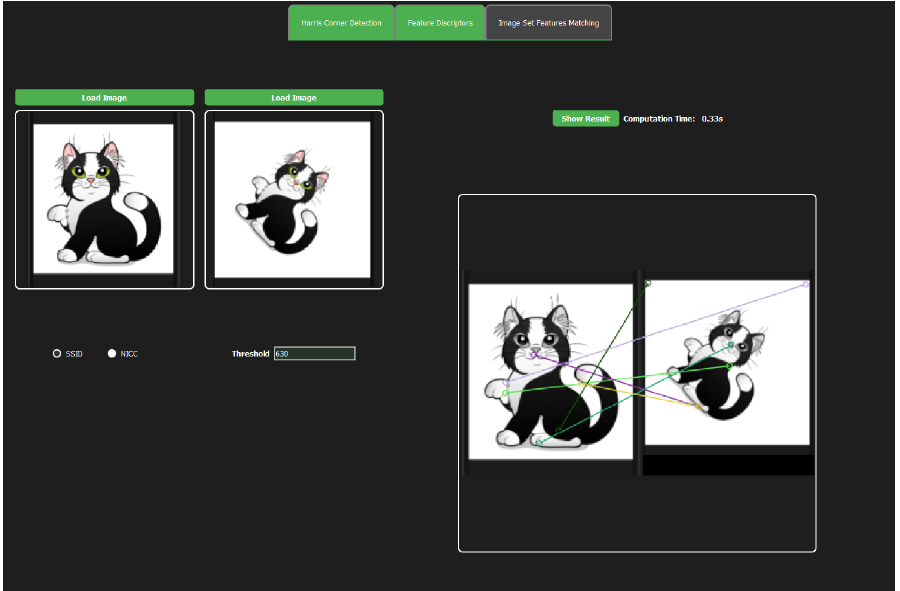 Harris Corner Detection Feature Discriptors Image Set Features Matching
Load Image Load Image
Show Result Computation Time: 0.33s
SSID NICC Threshold 630